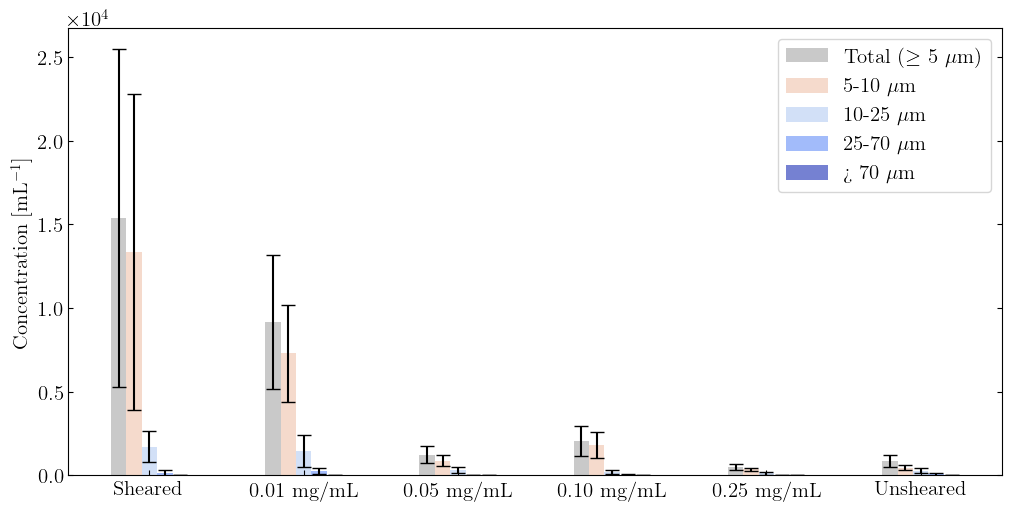 ×10⁴
2.5
2.0
1.5
1.0
0.5
0.0
Concentration [mL⁻¹]
Total (≥ 5 μm)
5-10 μm
10-25 μm
25-70 μm
¿ 70 μm
Sheared
0.01 mg/mL
0.05 mg/mL
0.10 mg/mL
0.25 mg/mL
Unsheared